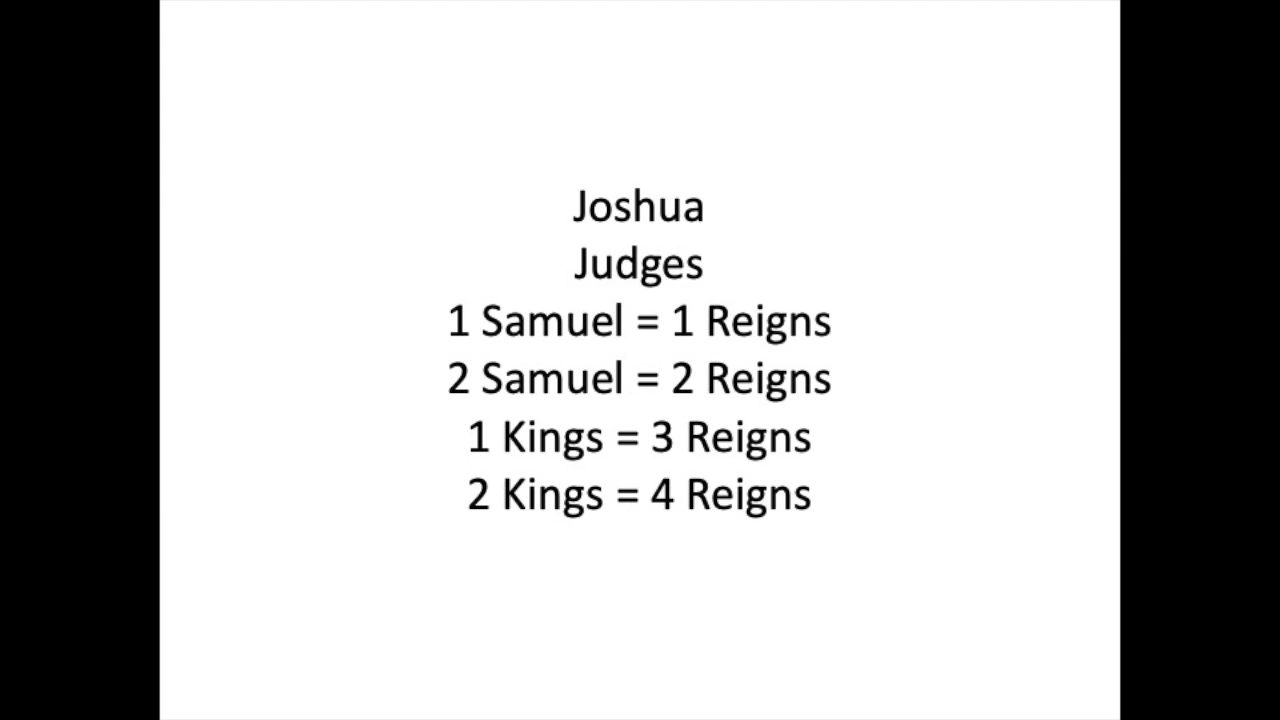 Joshua
Judges
1 Samuel = 1 Reigns
2 Samuel = 2 Reigns
1 Kings = 3 Reigns
2 Kings = 4 Reigns